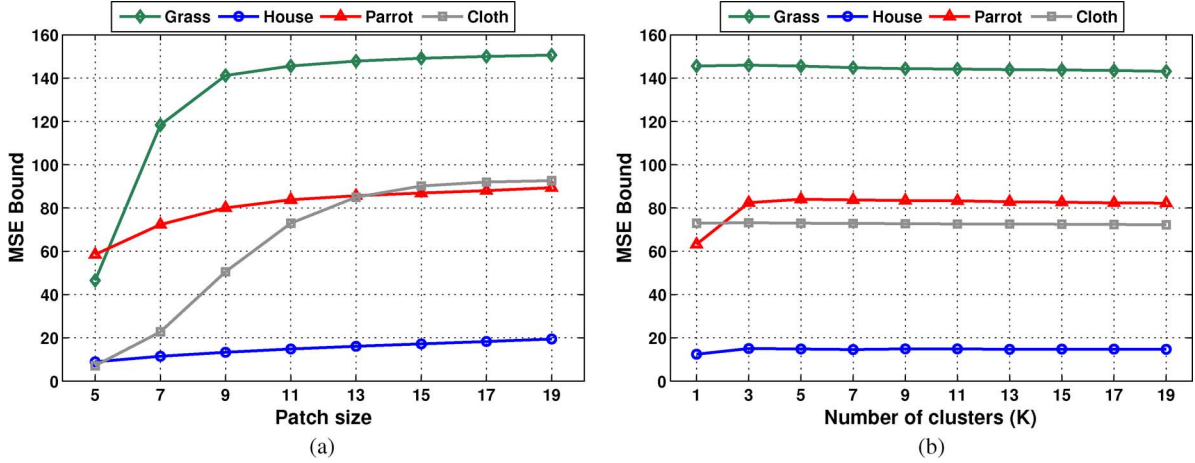 Grass House Parrot Cloth
160
140
120
100
80
60
40
20
0
MSE Bound
5 7 9 11 13 15 17 19
Patch size
(a)
Grass House Parrot Cloth
160
140
120
100
80
60
40
20
0
MSE Bound
1 3 5 7 9 11 13 15 17 19
Number of clusters (K)
(b)